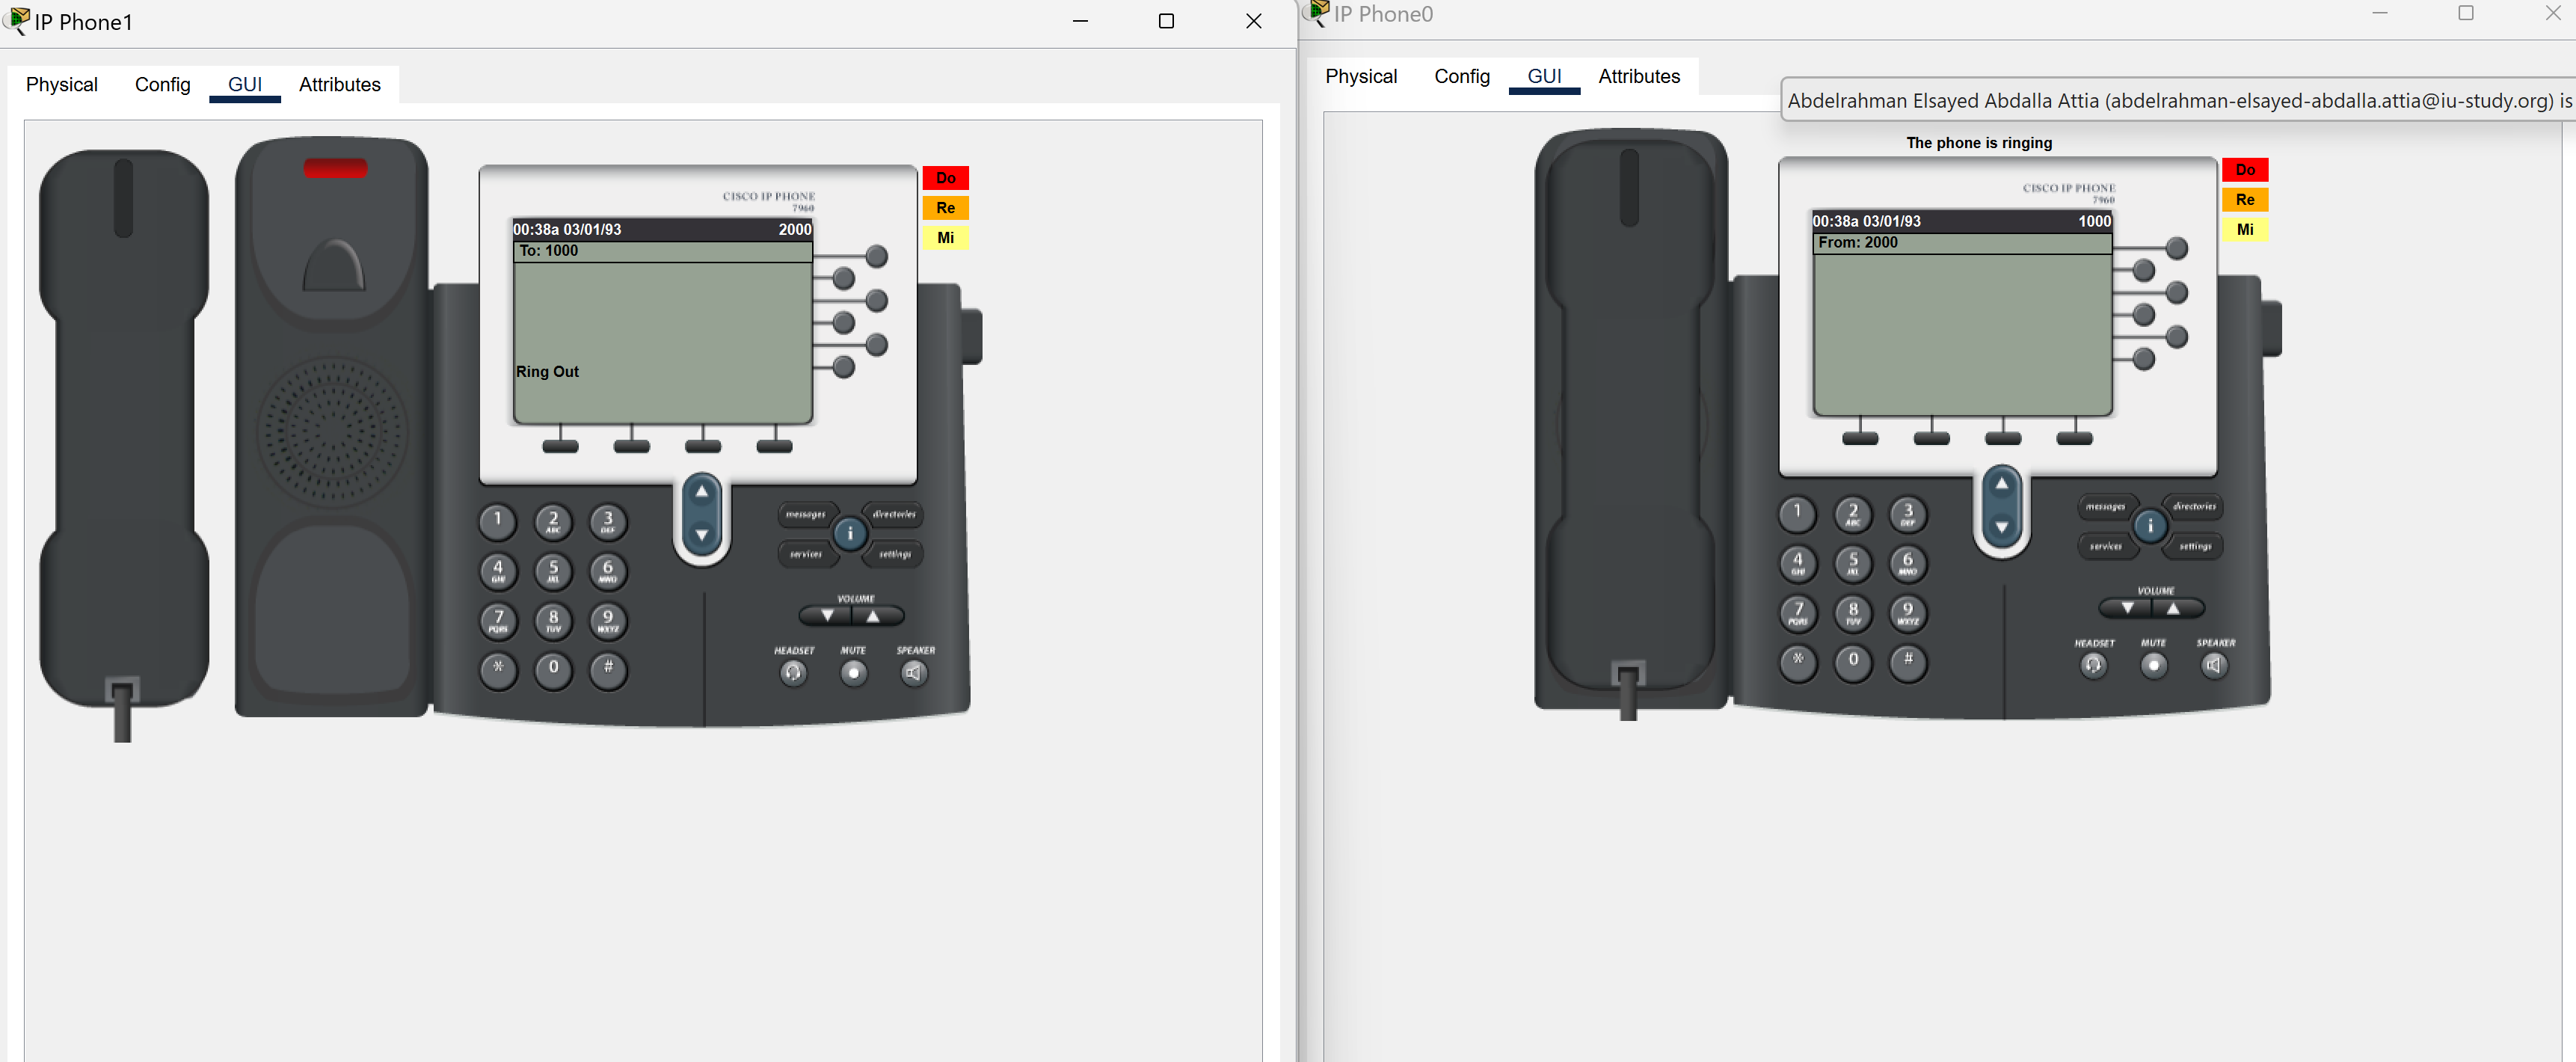 IP Phone1
Physical Config GUI Attributes
CISCO IP PHONE
7960
00:38a 03/01/93 2000
To: 1000
Ring Out
Do
Re
Mi
1 2 ABC 3 DEF
4 GHI 5 JKL 6 MNO
7 PQRS 8 TUV 9 WXYZ
* 0 #
messages directories
i
services settings
VOLUME
HEADSET MUTE SPEAKER
IP Phone0
Physical Config GUI Attributes
Abdelrahman Elsayed Abdalla Attia (abdelrahman-elsayed-abdalla.attia@iu-study.org) is
The phone is ringing
CISCO IP PHONE
7960
00:38a 03/01/93 1000
From: 2000
Do
Re
Mi
1 2 ABC 3 DEF
4 GHI 5 JKL 6 MNO
7 PQRS 8 TUV 9 WXYZ
* 0 #
messages directories
i
services settings
VOLUME
HEADSET MUTE SPEAKER